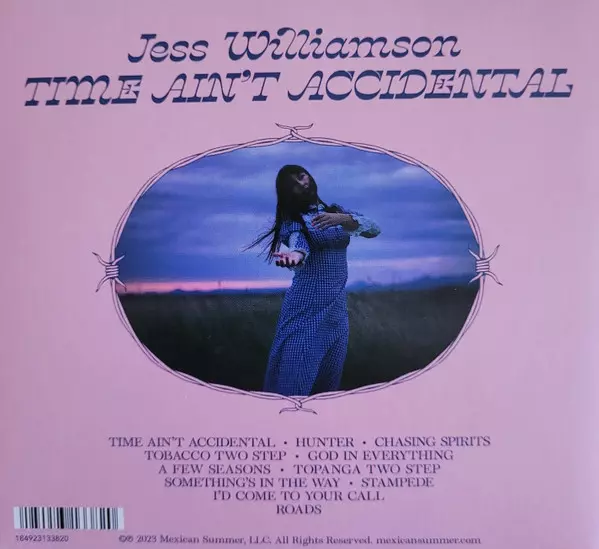 Jess Williamson
TIME AIN'T ACCIDENTAL
TIME AIN'T ACCIDENTAL • HUNTER • CHASING SPIRITS
TOBACCO TWO STEP • GOD IN EVERYTHING
A FEW SEASONS • TOPANGA TWO STEP
SOMETHING'S IN THE WAY • STAMPEDE
I'D COME TO YOUR CALL
ROADS
184923133820
©℗ 2023 Mexican Summer, LLC. All Rights Reserved. mexicansummer.com